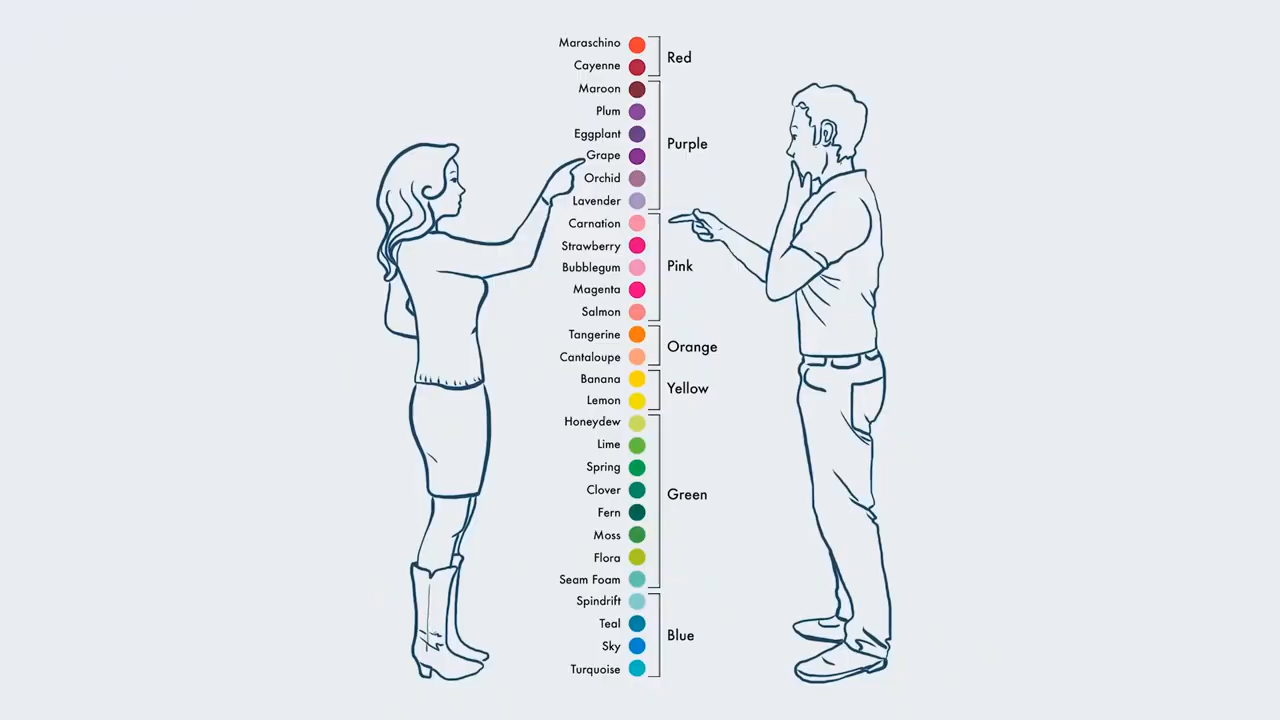 Maraschino
Cayenne
Red
Maroon
Plum
Eggplant
Grape
Orchid
Lavender
Purple
Carnation
Strawberry
Bubblegum
Magenta
Salmon
Pink
Tangerine
Cantaloupe
Orange
Banana
Lemon
Yellow
Honeydew
Lime
Spring
Clover
Fern
Moss
Flora
Seam Foam
Green
Spindrift
Teal
Sky
Turquoise
Blue